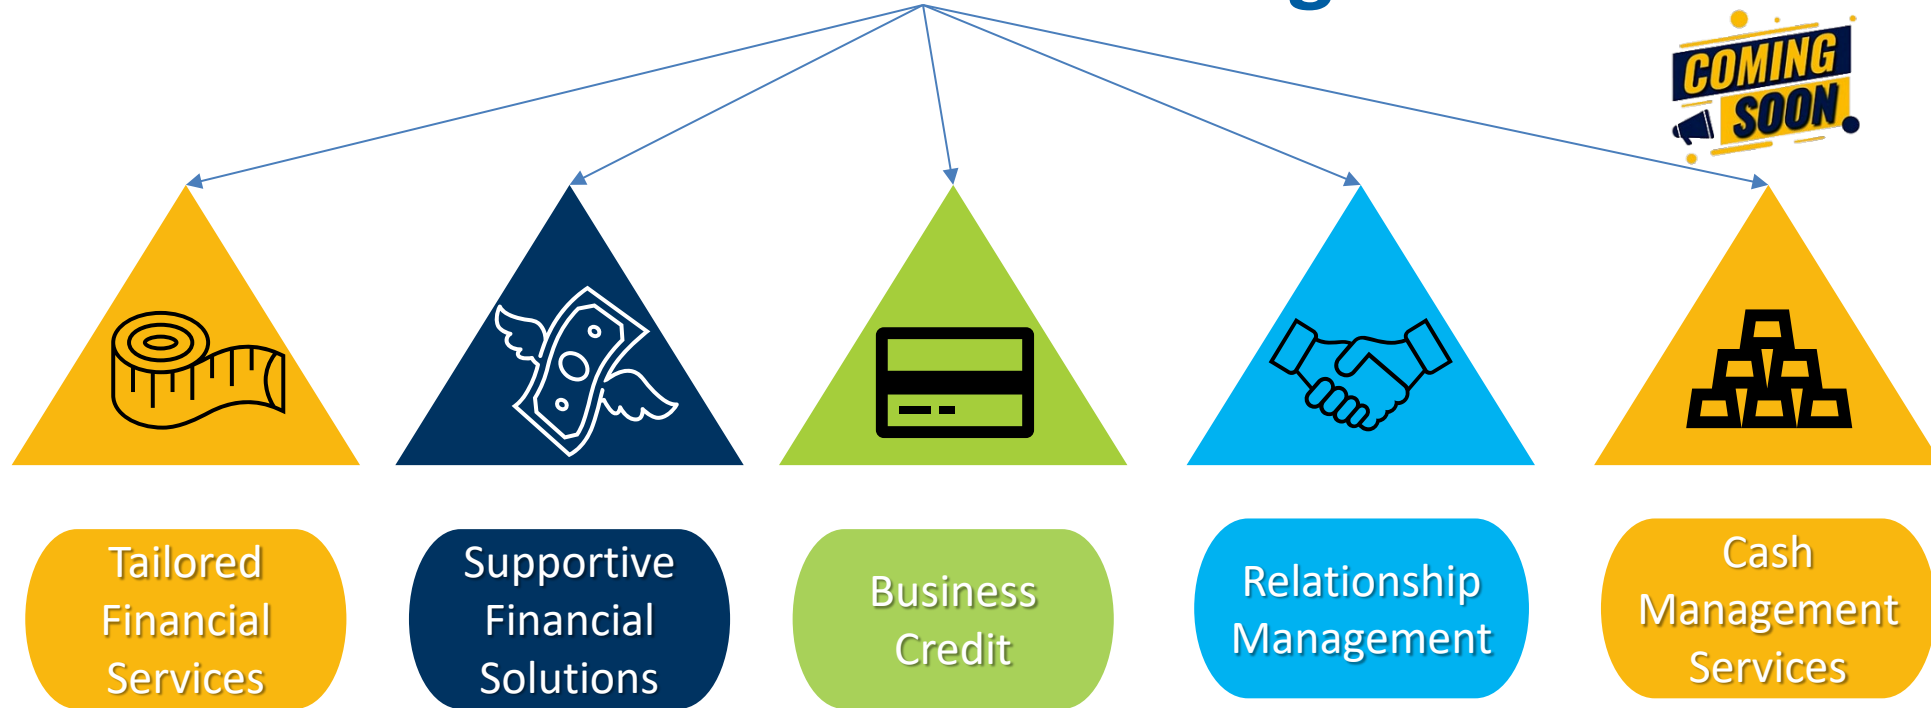 COMING
SOON
Tailored
Financial
Services
Supportive
Financial
Solutions
Business
Credit
Relationship
Management
Cash
Management
Services